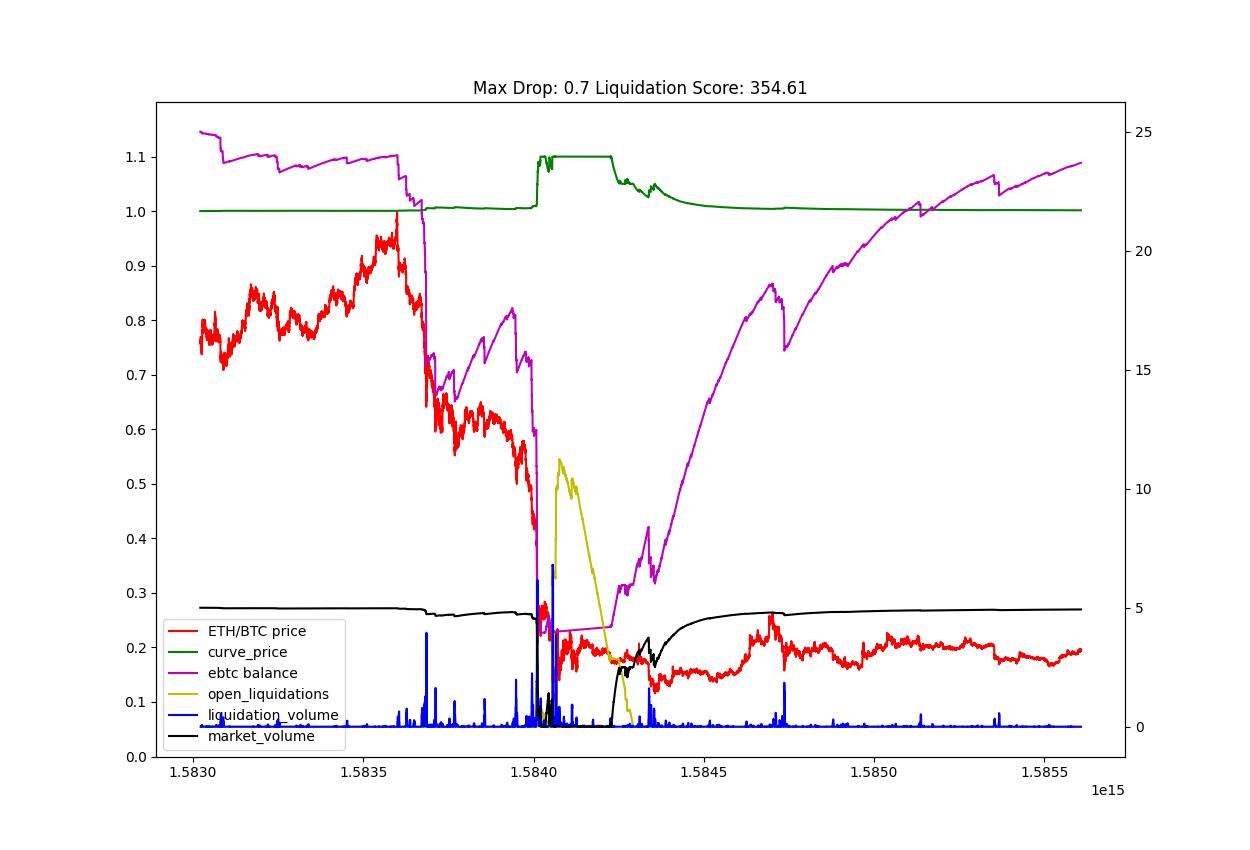 Max Drop: 0.7 Liquidation Score: 354.61
1.1
1.0
0.9
0.8
0.7
0.6
0.5
0.4
0.3
0.2
0.1
0.0
25
20
15
10
5
0
ETH/BTC price
curve_price
ebtc balance
open_liquidations
liquidation_volume
market_volume
1.5830 1.5835 1.5840 1.5845 1.5850 1.5855
1e15